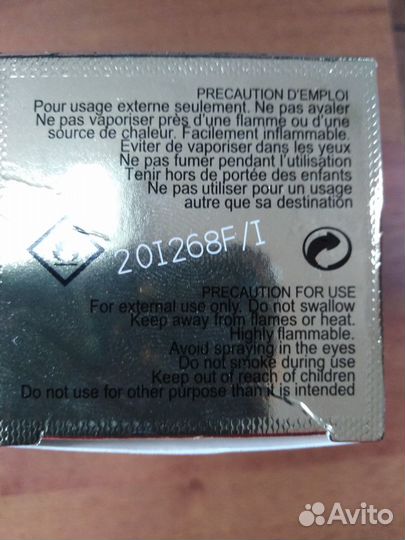 PRECAUTION D'EMPLOI
Pour usage externe seulement. Ne pas avaler
Ne pas vaporiser près d'une flamme ou d'une
source de chaleur. Facilement inflammable.
Éviter de vaporiser dans les yeux
Ne pas fumer pendant l'utilisation
Tenir hors de portée des enfants
Ne pas utiliser pour un usage
autre que sa destination
20I268F/I
PRECAUTION FOR USE
For external use only. Do not swallow
Keep away from flames or heat.
Highly flammable.
Avoid spraying in the eyes
Do not smoke during use
Keep out of reach of children
Do not use for other purpose than it is intended
Avito